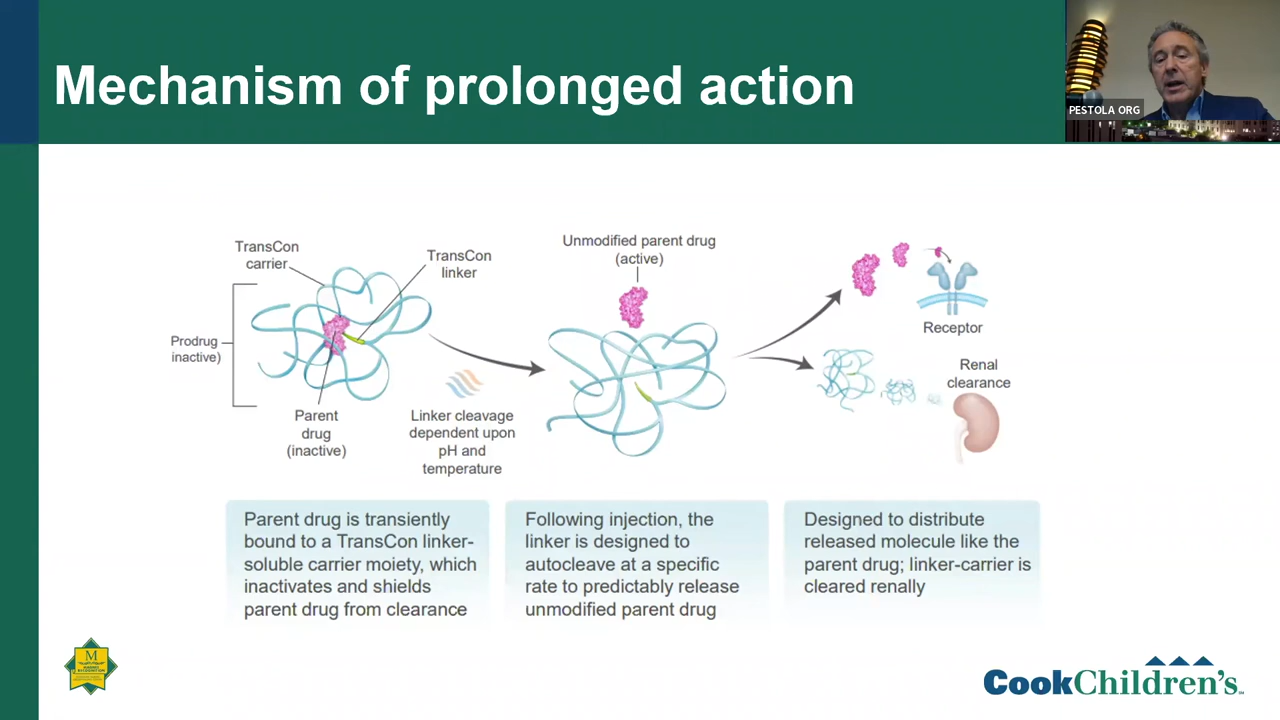 Mechanism of prolonged action
PESTOLA ORG
TransCon
carrier
TransCon
linker
Prodrug
inactive)
Parent
drug
(inactive)
Linker cleavage
dependent upon
pH and
temperature
Unmodified parent drug
(active)
Receptor
Renal
clearance
Parent drug is transiently
bound to a TransCon linker-
soluble carrier moiety, which
inactivates and shields
parent drug from clearance
Following injection, the
linker is designed to
autocleave at a specific
rate to predictably release
unmodified parent drug
Designed to distribute
released molecule like the
parent drug; linker-carrier is
cleared renally
M
CookChildren's